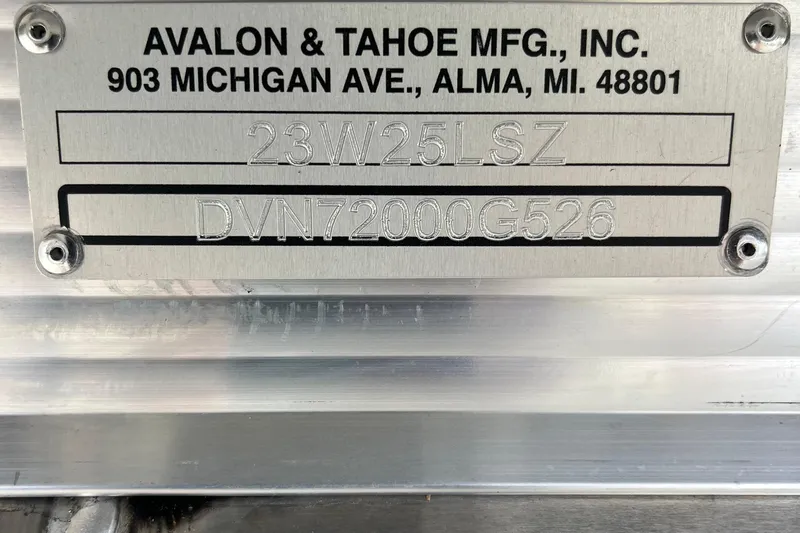 AVALON & TAHOE MFG., INC.
903 MICHIGAN AVE., ALMA, MI. 48801
23W25LSZ
DVN72000G526